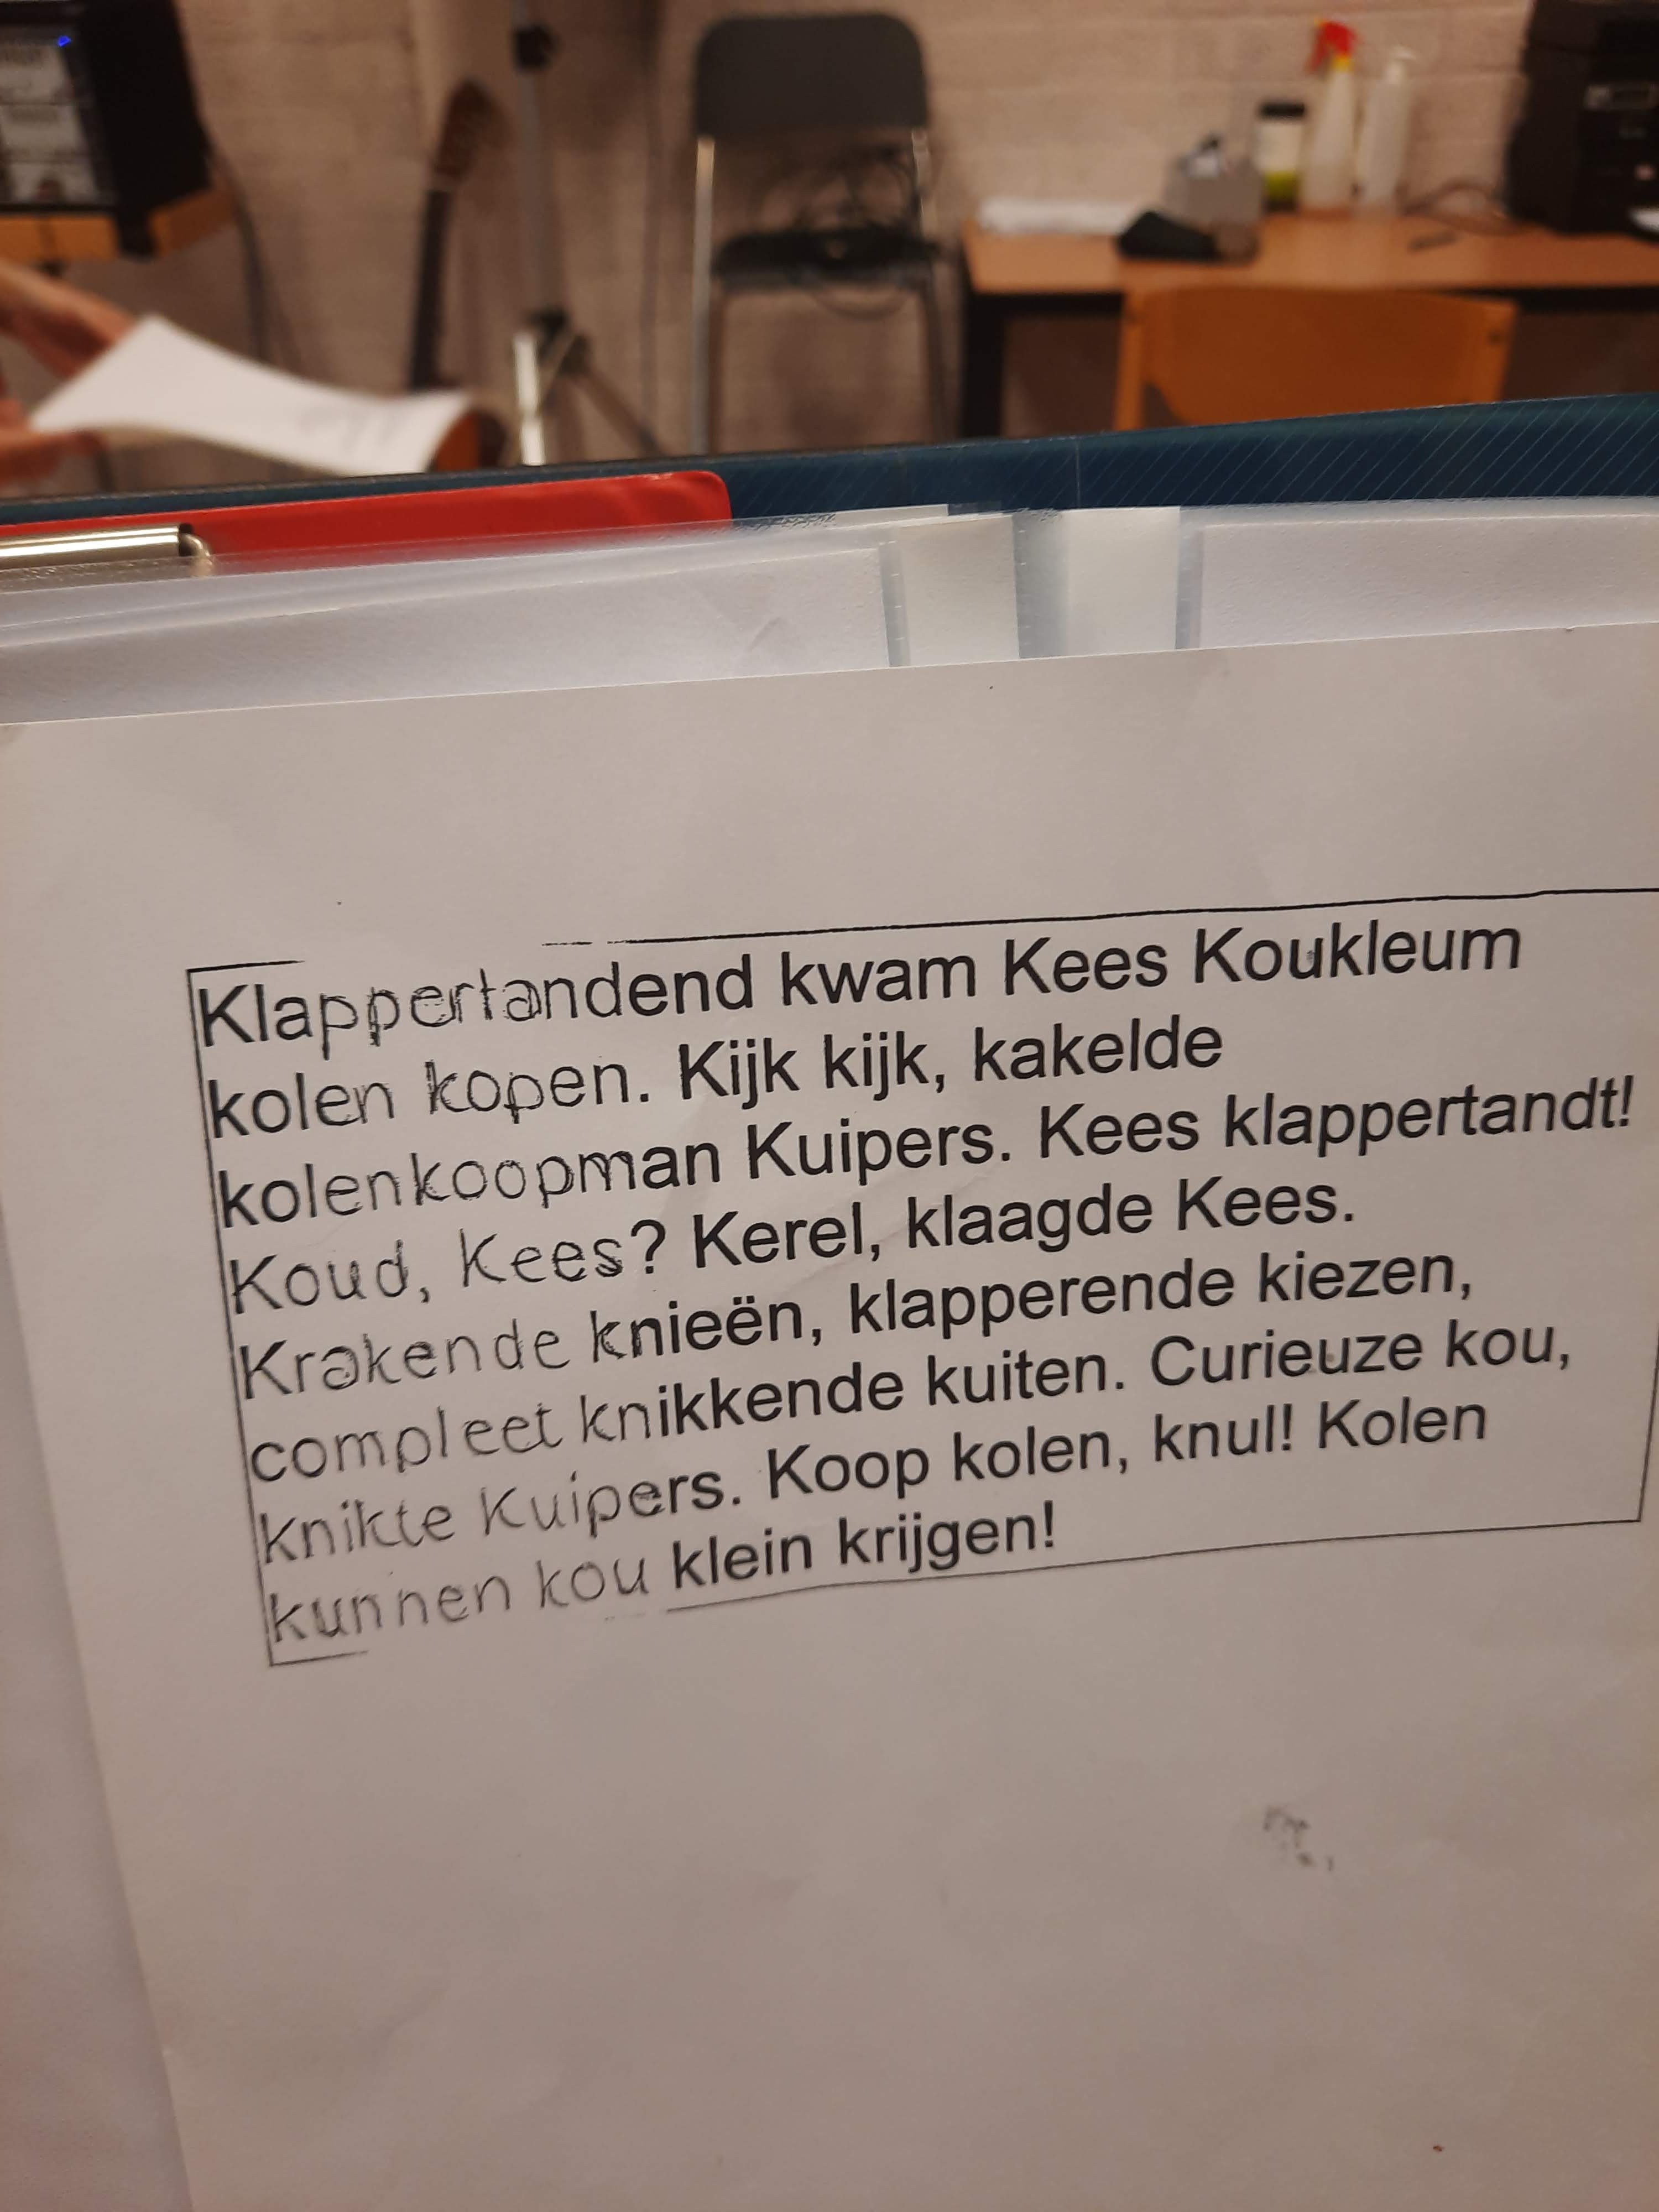 Klappertandend kwam Kees Koukleum
kolen kopen. Kijk kijk, kakelde
kolenkoopman Kuipers. Kees klappertandt!
Koud, Kees? Kerel, klaagde Kees.
Krakende knieën, klapperende kiezen,
compleet knikkende kuiten. Curieuze kou,
knikte Kuipers. Koop kolen, knul! Kolen
kunnen kou klein krijgen!